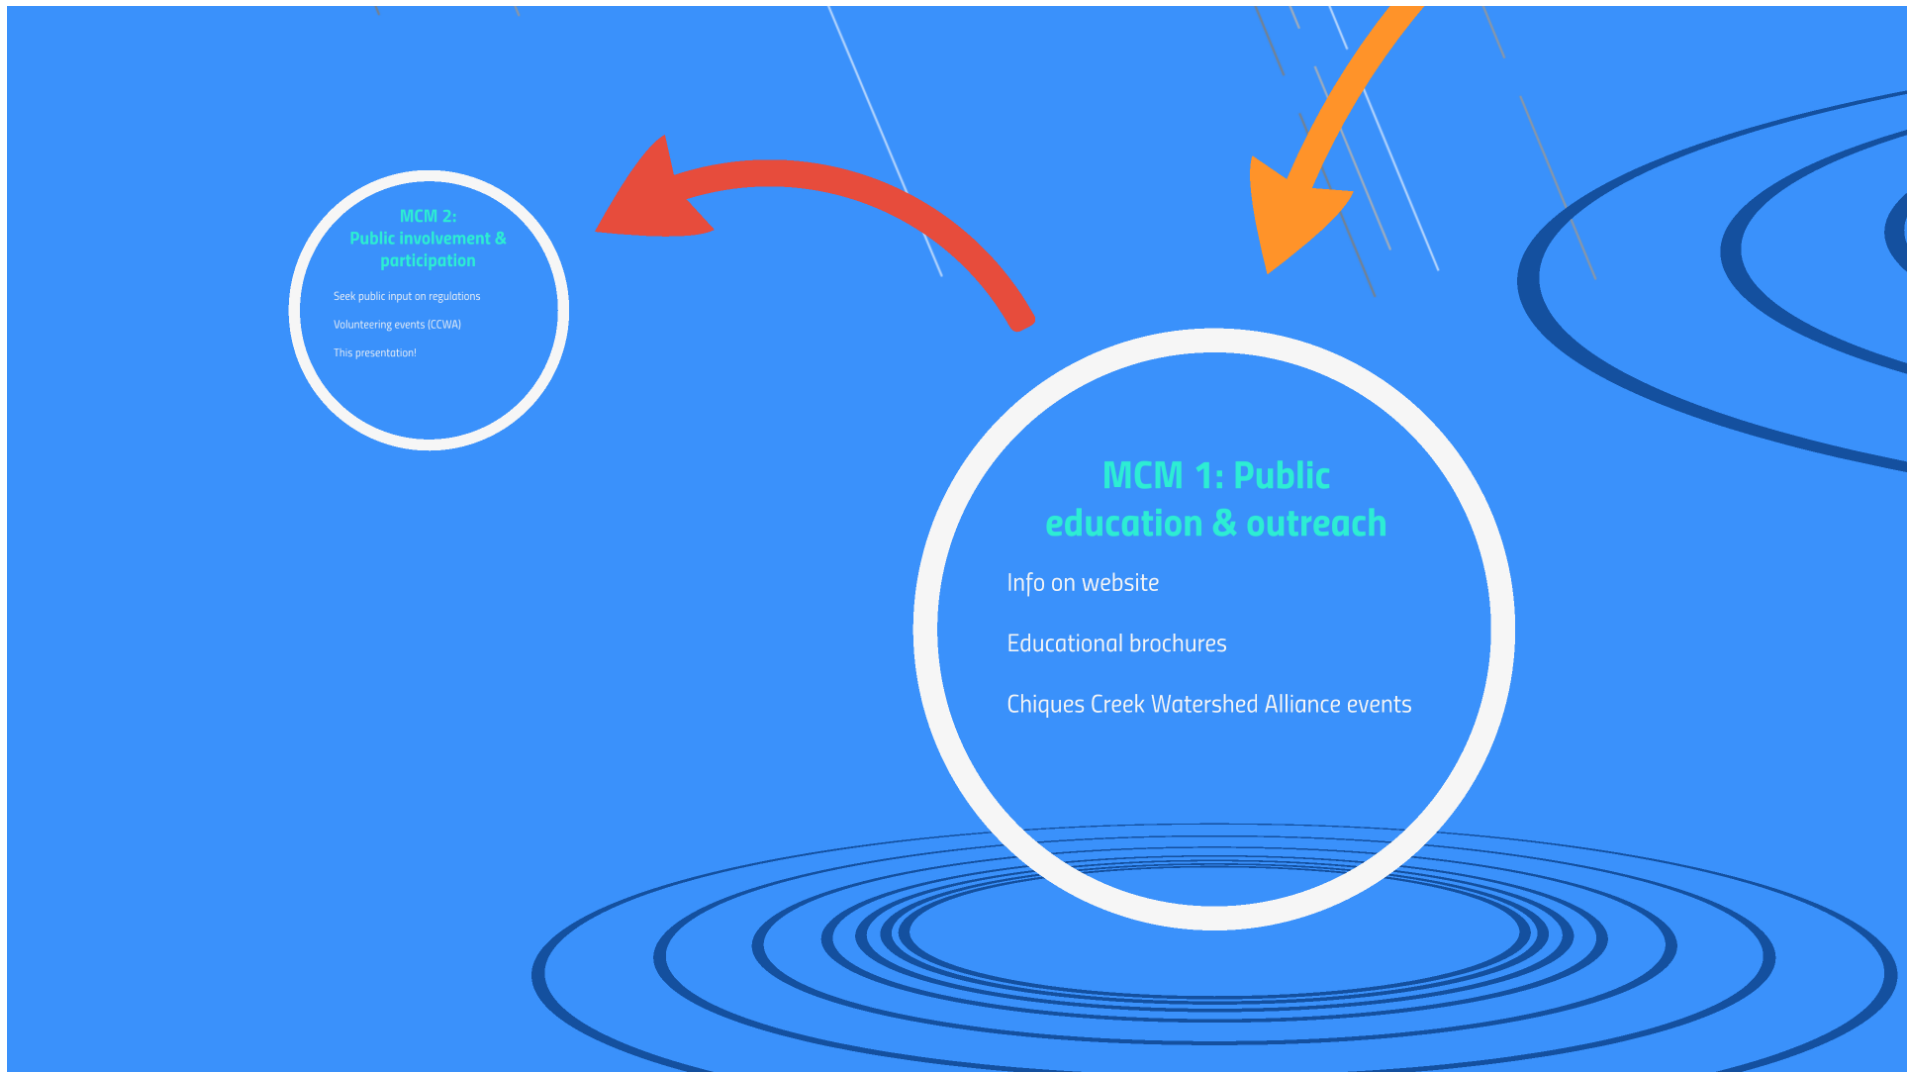 MCM 2:
Public involvement &
participation
Seek public input on regulations
Volunteering events (CCWA)
This presentation!
MCM 1: Public
education & outreach
Info on website
Educational brochures
Chiques Creek Watershed Alliance events